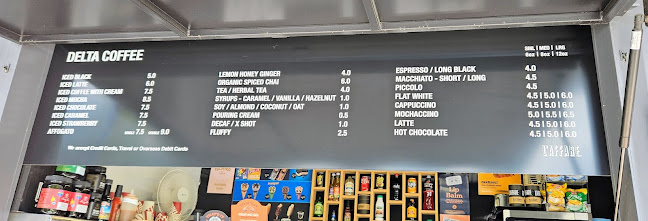 DELTA COFFEE
ICED BLACK 5.0
ICED LATTE 6.0
ICED COFFEE WITH CREAM 7.5
ICED MOCHA 8.5
ICED CHOCOLATE 7.5
ICED CARAMEL 7.5
ICED STRAWBERRY 7.5
AFFOGATO SINGLE 7.5 DOUBLE 9.0
We accept Credit Cards, Travel or Overseas Debit Cards
LEMON HONEY GINGER 4.0
ORGANIC SPICED CHAI 6.0
TEA / HERBAL TEA 4.0
SYRUPS - CARAMEL / VANILLA / HAZELNUT 1.0
SOY / ALMOND / COCONUT / OAT 1.0
POURING CREAM 0.5
DECAF / X SHOT 1.0
FLUFFY 2.5
SML | MED | LRG
6oz | 8oz | 12oz
ESPRESSO / LONG BLACK 4.0
MACCHIATO - SHORT / LONG 4.5
PICCOLO 4.5
FLAT WHITE 4.5 | 5.0 | 6.0
CAPPUCCINO 4.5 | 5.0 | 6.0
MOCHACCINO 5.0 | 5.5 | 6.5
LATTE 4.5 | 5.0 | 6.0
HOT CHOCOLATE 4.5 | 5.0 | 6.0
L'AFFARE
Lip
Balm